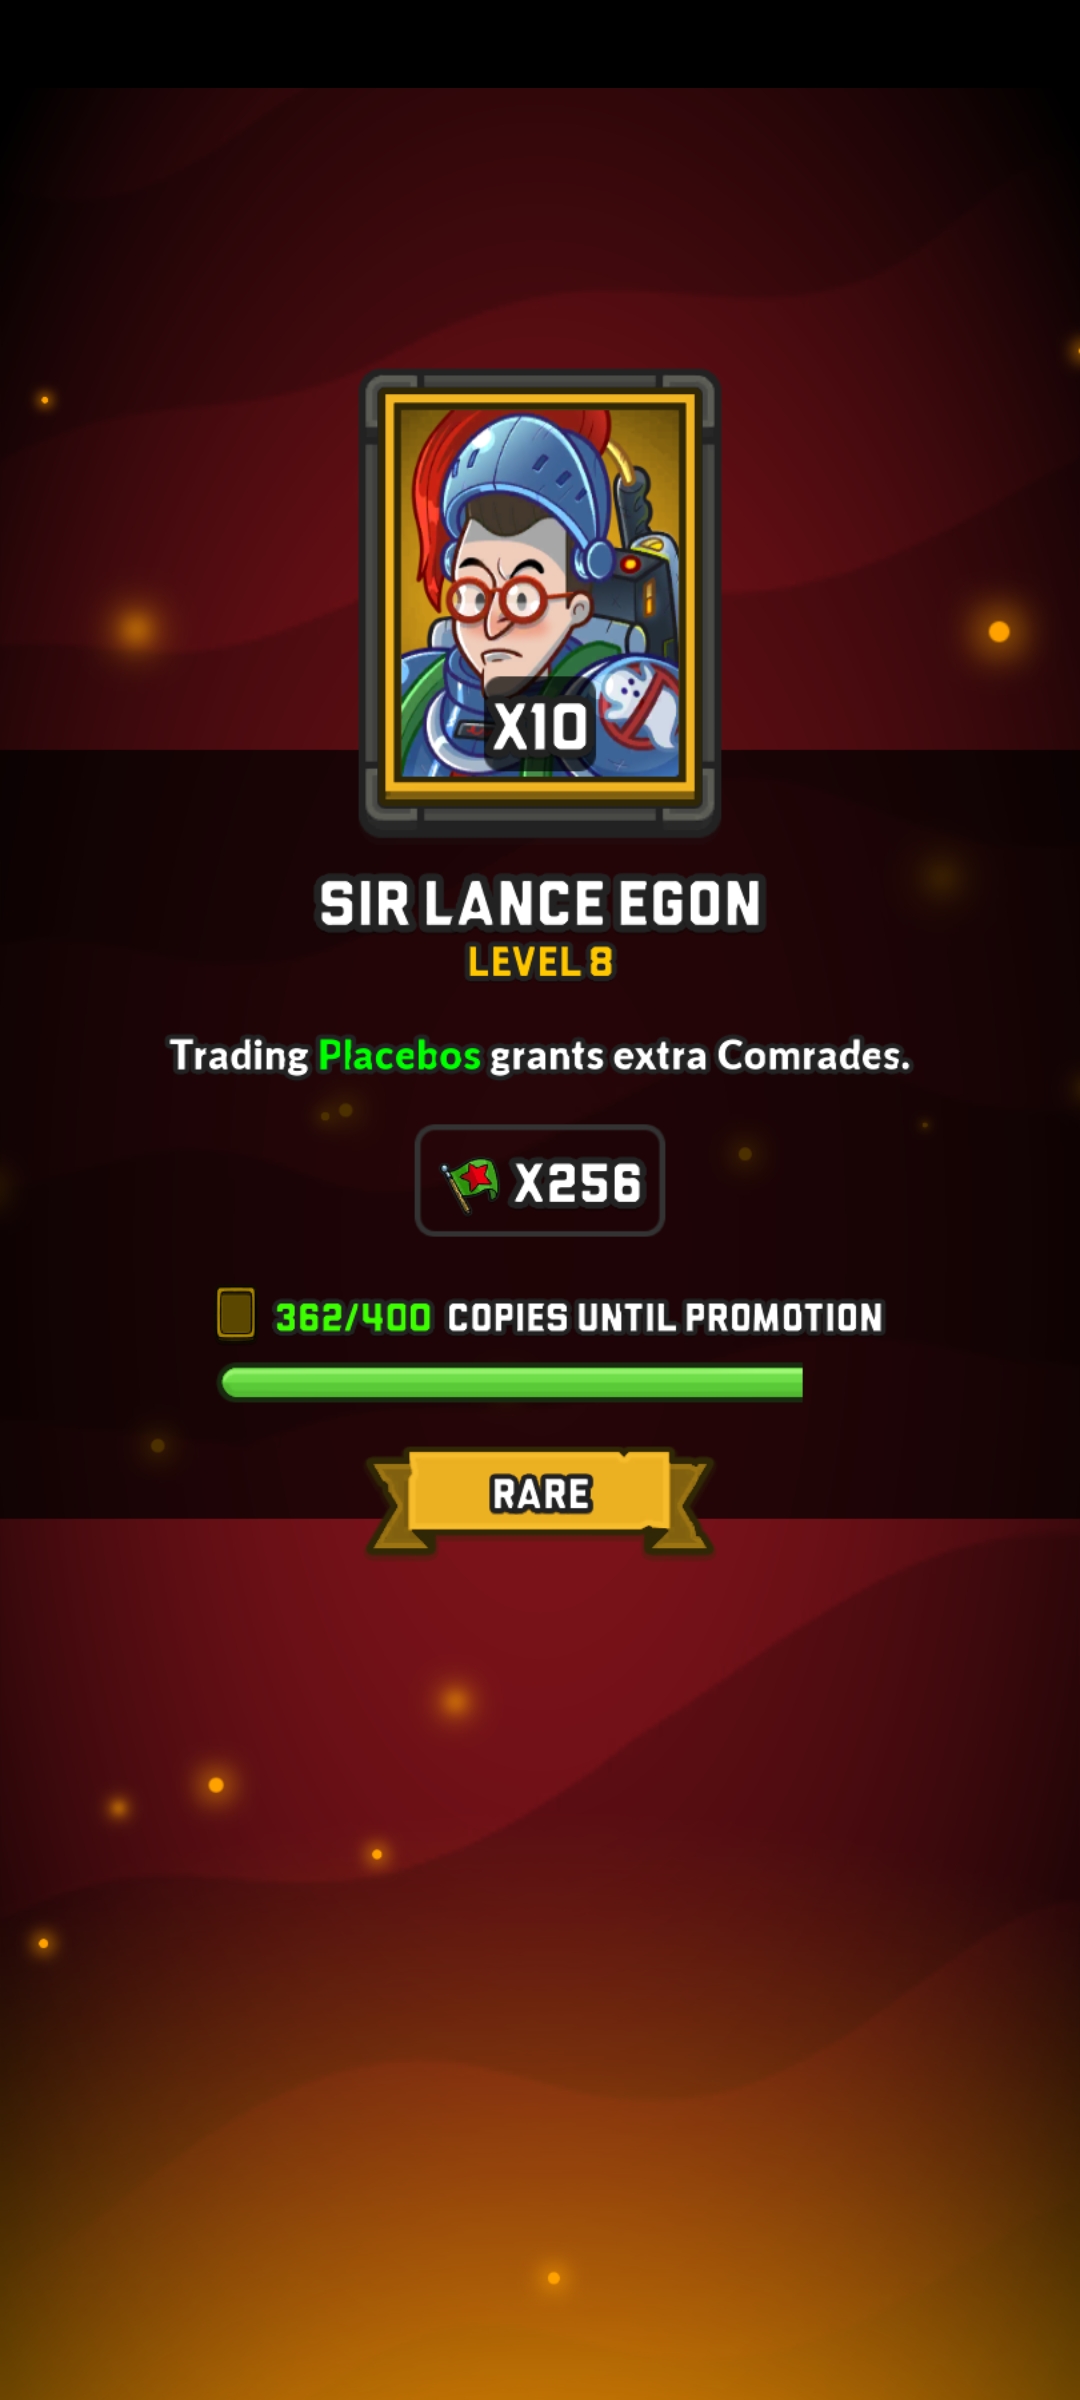 X10
SIR LANCE EGON
LEVEL 8
Trading Placebos grants extra Comrades.
X256
362/400 COPIES UNTIL PROMOTION
RARE